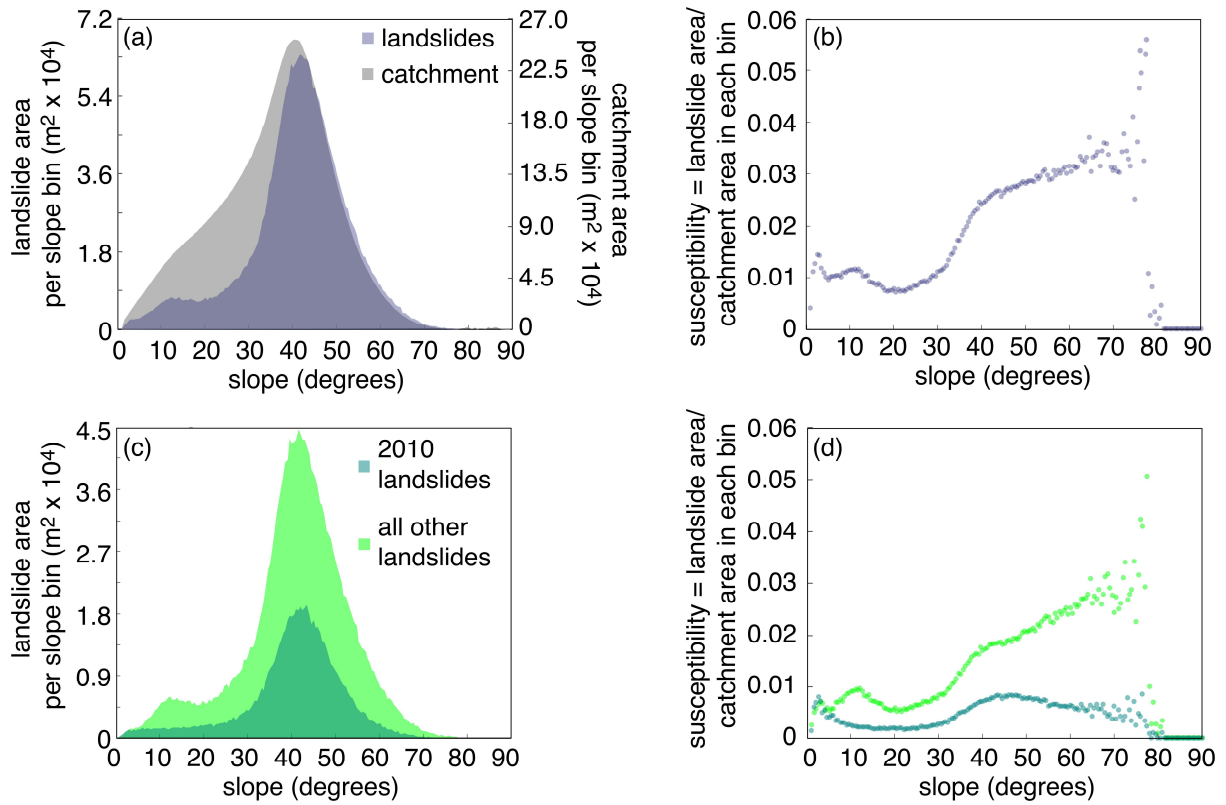 (a)
landslides
catchment
7.2
5.4
3.6
1.8
0
landslide area
per slope bin (m² x 10⁴)
27.0
22.5
18.0
13.5
9.0
4.5
0
catchment area
per slope bin (m² x 10⁴)
0 10 20 30 40 50 60 70 80 90
slope (degrees)
(b)
0.06
0.05
0.04
0.03
0.02
0.01
0
susceptibility = landslide area/
catchment area in each bin
0 10 20 30 40 50 60 70 80 90
slope (degrees)
(c)
2010
landslides
all other
landslides
4.5
3.6
2.7
1.8
0.9
0
landslide area
per slope bin (m² x 10⁴)
0 10 20 30 40 50 60 70 80 90
slope (degrees)
(d)
0.06
0.05
0.04
0.03
0.02
0.01
0
susceptibility = landslide area/
catchment area in each bin
0 10 20 30 40 50 60 70 80 90
slope (degrees)